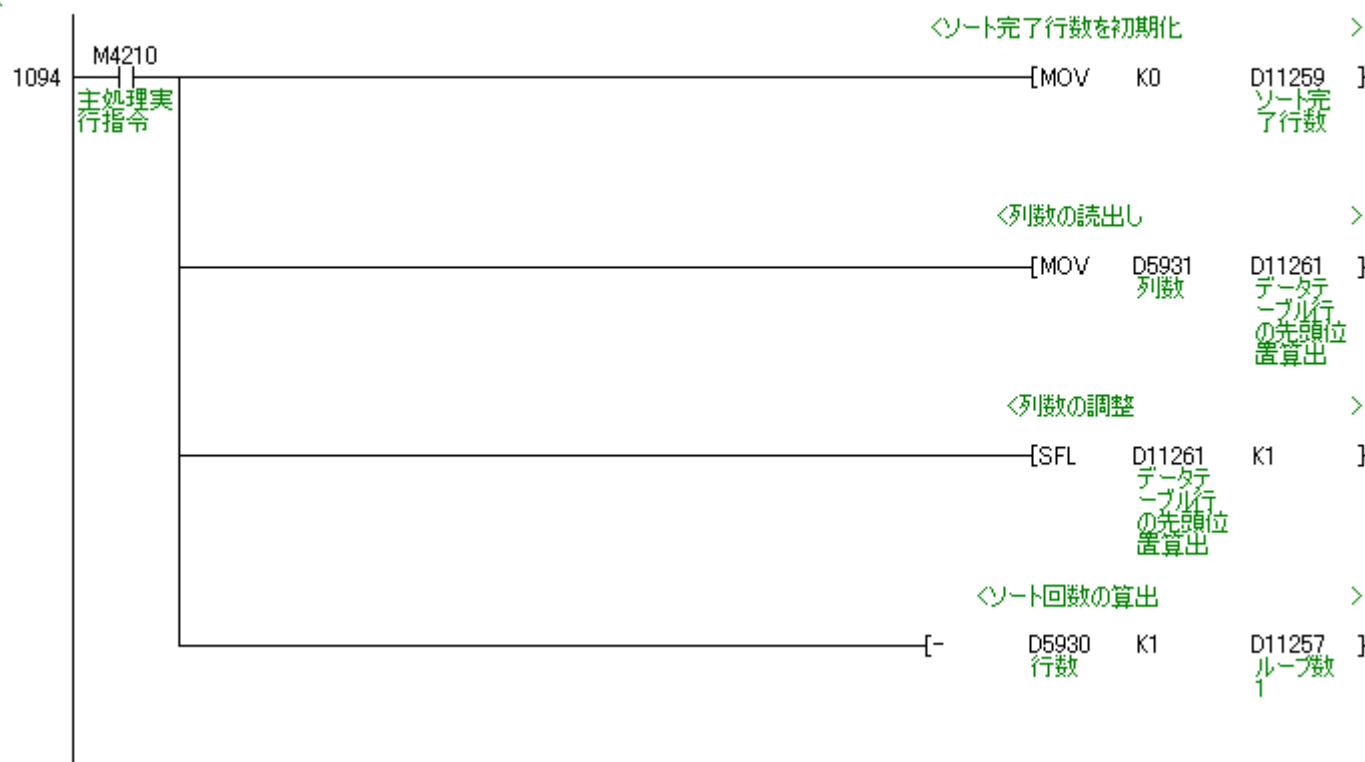 <ソート完了行数を初期化 >
M4210
1094 [MOV K0 D11259 ]
主処理実
行指令
ソート完
了行数
<列数の読出し >
[MOV D5931 D11261 ]
列数
データテ
ーブル行
の先頭位
置算出
<列数の調整 >
[SFL D11261 K1 ]
データテ
ーブル行
の先頭位
置算出
<ソート回数の算出 >
[- D5930 K1 D11257 ]
行数
ループ数
1